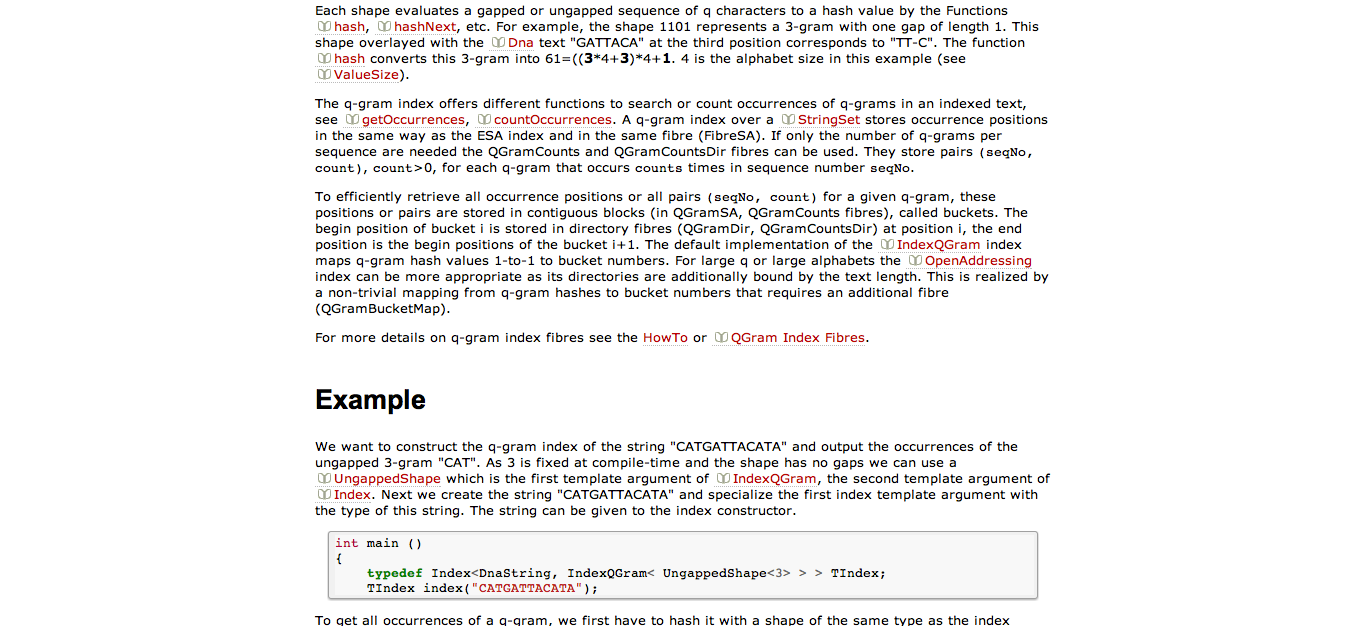 Each shape evaluates a gapped or ungapped sequence of q characters to a hash value by the Functions
hash, hashNext, etc. For example, the shape 1101 represents a 3-gram with one gap of length 1. This
shape overlayed with the Dna text "GATTACA" at the third position corresponds to "TT-C". The function
hash converts this 3-gram into 61=((3*4+3)*4+1. 4 is the alphabet size in this example (see
ValueSize).
The q-gram index offers different functions to search or count occurrences of q-grams in an indexed text,
see getOccurrences, countOccurrences. A q-gram index over a StringSet stores occurrence positions
in the same way as the ESA index and in the same fibre (FibreSA). If only the number of q-grams per
sequence are needed the QGramCounts and QGramCountsDir fibres can be used. They store pairs (seqNo,
count), count>0, for each q-gram that occurs counts times in sequence number seqNo.
To efficiently retrieve all occurrence positions or all pairs (seqNo, count) for a given q-gram, these
positions or pairs are stored in contiguous blocks (in QGramSA, QGramCounts fibres), called buckets. The
begin position of bucket i is stored in directory fibres (QGramDir, QGramCountsDir) at position i, the end
position is the begin positions of the bucket i+1. The default implementation of the IndexQGram index
maps q-gram hash values 1-to-1 to bucket numbers. For large q or large alphabets the OpenAddressing
index can be more appropriate as its directories are additionally bound by the text length. This is realized by
a non-trivial mapping from q-gram hashes to bucket numbers that requires an additional fibre
(QGramBucketMap).
For more details on q-gram index fibres see the HowTo or QGram Index Fibres.
Example
We want to construct the q-gram index of the string "CATGATTACATA" and output the occurrences of the
ungapped 3-gram "CAT". As 3 is fixed at compile-time and the shape has no gaps we can use a
UngappedShape which is the first template argument of IndexQGram, the second template argument of
Index. Next we create the string "CATGATTACATA" and specialize the first index template argument with
the type of this string. The string can be given to the index constructor.
int main ()
{
typedef Index<DnaString, IndexQGram< UngappedShape<3> > > TIndex;
TIndex index("CATGATTACATA");
To get all occurrences of a q-gram, we first have to hash it with a shape of the same type as the index